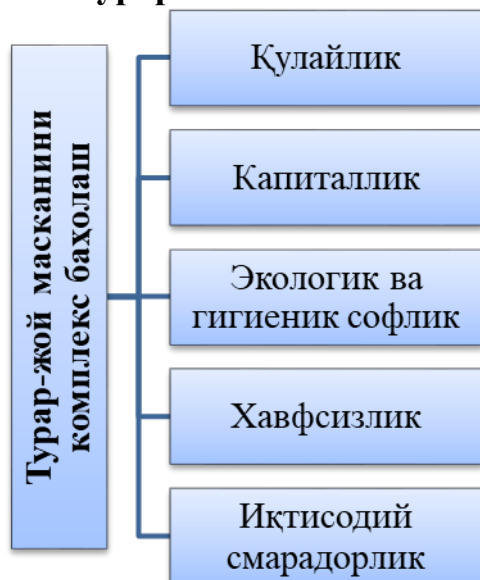 Турар-жой масканини
комплекс баҳолаш
Қулайлик
Капиталлик
Экологик ва
гигиеник софлик
Хавфсизлик
Иқтисодий
смарадорлик